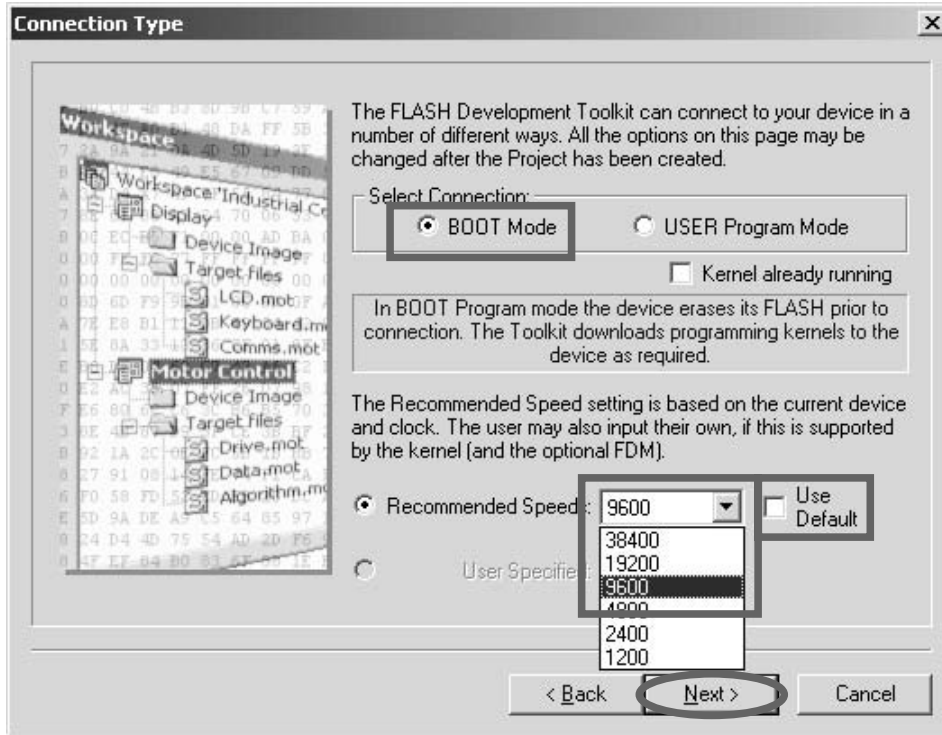 Connection Type
Workspace
Workspace 'Industrial Co
Display
Device Image
Target files
LCD.mot
Keyboard.m
Comms.mot
Motor Control
Device Image
Target files
Drive.mot
Data.mot
Algorithm.m
The FLASH Development Toolkit can connect to your device in a
number of different ways. All the options on this page may be
changed after the Project has been created.
Select Connection:
BOOT Mode
USER Program Mode
Kernel already running
In BOOT Program mode the device erases its FLASH prior to
connection. The Toolkit downloads programming kernels to the
device as required.
The Recommended Speed setting is based on the current device
and clock. The user may also input their own, if this is supported
by the kernel (and the optional FDM).
Recommended Speeds: 9600
Use
Default
38400
19200
User Specified:
9600
4800
2400
1200
< Back
Next >
Cancel